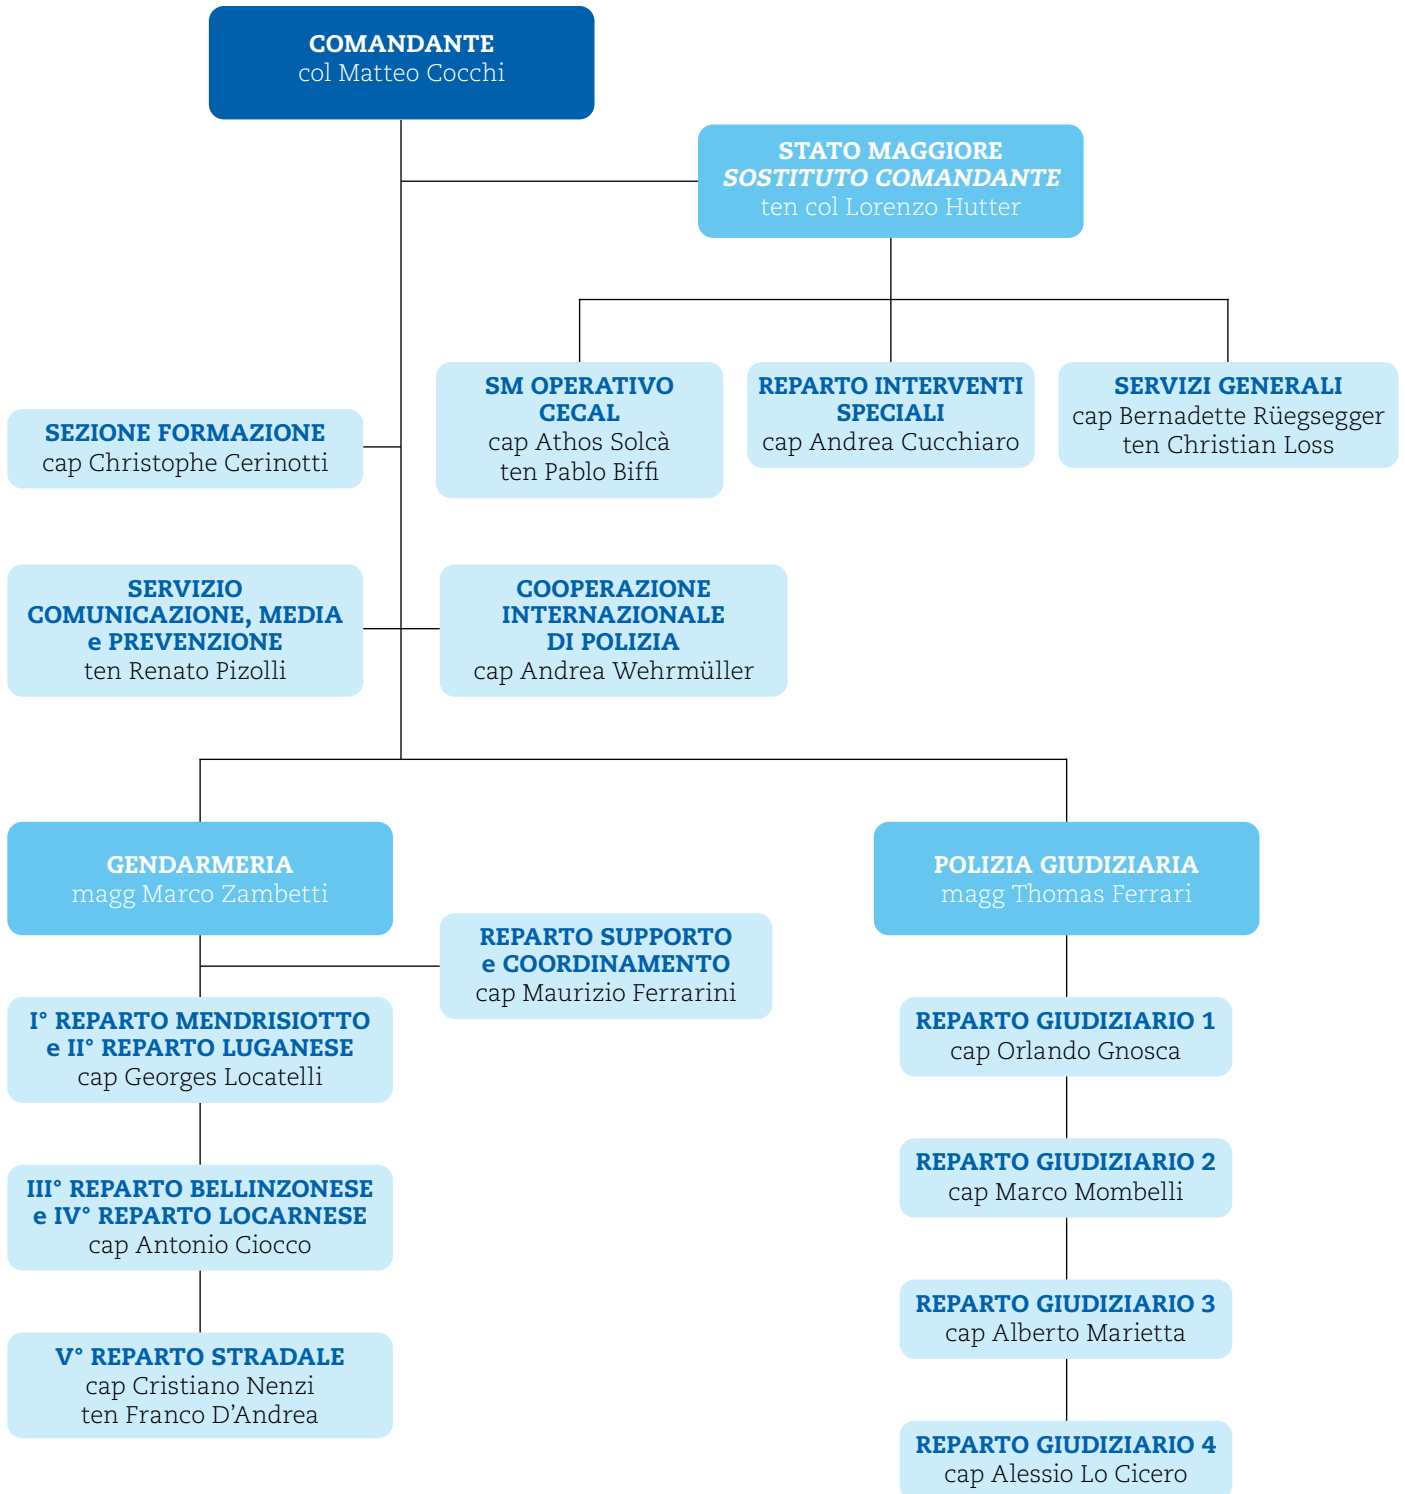 COMANDANTE
col Matteo Cocchi
STATO MAGGIORE
SOSTITUTO COMANDANTE
ten col Lorenzo Hutter
SM OPERATIVO
CECAL
cap Athos Solcà
ten Pablo Biffi
REPARTO INTERVENTI
SPECIALI
cap Andrea Cucchiaro
SERVIZI GENERALI
cap Bernadette Rüegsegger
ten Christian Loss
SEZIONE FORMAZIONE
cap Christophe Cerinotti
SERVIZIO
COMUNICAZIONE, MEDIA
e PREVENZIONE
ten Renato Pizolli
COOPERAZIONE
INTERNAZIONALE
DI POLIZIA
cap Andrea Wehrmüller
GENDARMERIA
magg Marco Zambetti
REPARTO SUPPORTO
e COORDINAMENTO
cap Maurizio Ferrarini
I° REPARTO MENDRISIOTTO
e II° REPARTO LUGANESE
cap Georges Locatelli
III° REPARTO BELLINZONESE
e IV° REPARTO LOCARNESE
cap Antonio Ciocco
V° REPARTO STRADALE
cap Cristiano Nenzi
ten Franco D'Andrea
POLIZIA GIUDIZIARIA
magg Thomas Ferrari
REPARTO GIUDIZIARIO 1
cap Orlando Gnosca
REPARTO GIUDIZIARIO 2
cap Marco Mombelli
REPARTO GIUDIZIARIO 3
cap Alberto Marietta
REPARTO GIUDIZIARIO 4
cap Alessio Lo Cicero